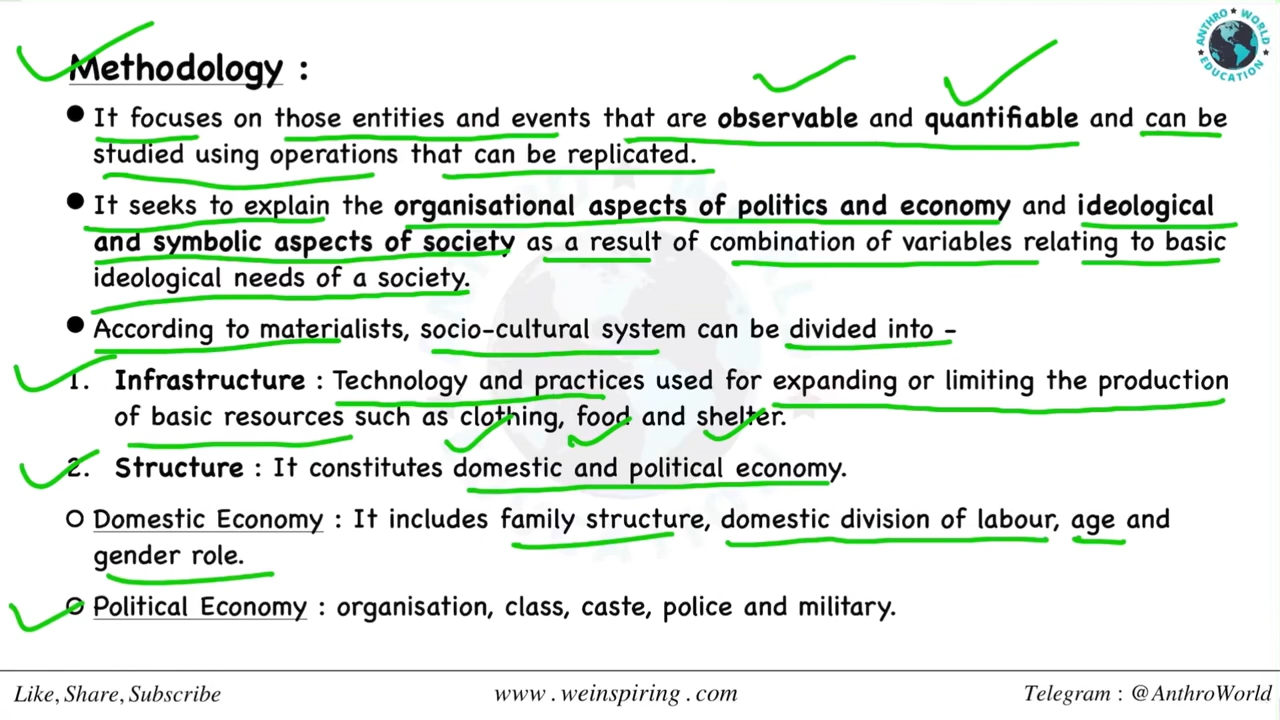 ANTHRO ★ WORLD ★ EDUCATION ★
Methodology :
● It focuses on those entities and events that are observable and quantifiable and can be
studied using operations that can be replicated.
● It seeks to explain the organisational aspects of politics and economy and ideological
and symbolic aspects of society as a result of combination of variables relating to basic
ideological needs of a society.
● According to materialists, socio-cultural system can be divided into -
1. Infrastructure : Technology and practices used for expanding or limiting the production
of basic resources such as clothing, food and shelter.
2. Structure : It constitutes domestic and political economy.
○ Domestic Economy : It includes family structure, domestic division of labour, age and
gender role.
○ Political Economy : organisation, class, caste, police and military.
Like, Share, Subscribe
www . weinspiring . com
Telegram : @AnthroWorld